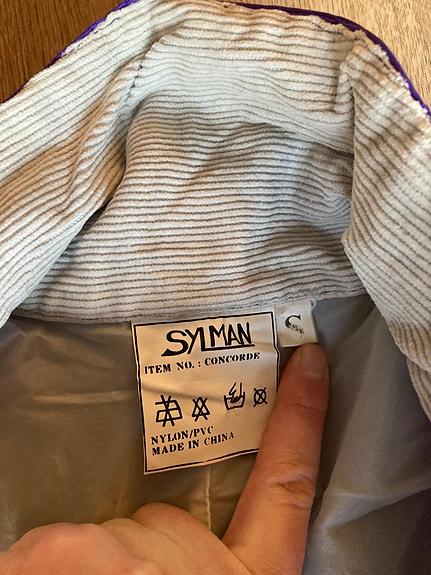 SYLMAN
S
ITEM NO.: CONCORDE
NYLON/PVC
MADE IN CHINA